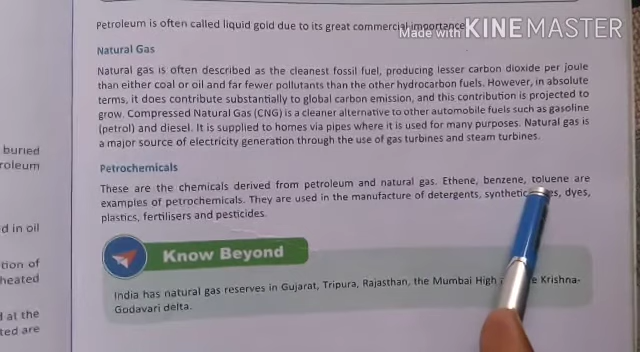 Petroleum is often called liquid gold due to its great commercial importance
Made with KINEMASTER
Natural Gas
Natural gas is often described as the cleanest fossil fuel, producing lesser carbon dioxide per joule
than either coal or oil and far fewer pollutants than the other hydrocarbon fuels. However, in absolute
terms, it does contribute substantially to global carbon emission, and this contribution is projected to
grow. Compressed Natural Gas (CNG) is a cleaner alternative to other automobile fuels such as gasoline
(petrol) and diesel. It is supplied to homes via pipes where it is used for many purposes. Natural gas is
a major source of electricity generation through the use of gas turbines and steam turbines.
buried
roleum
Petrochemicals
These are the chemicals derived from petroleum and natural gas. Ethene, benzene, toluene are
examples of petrochemicals. They are used in the manufacture of detergents, synthetic dyes,
plastics, fertilisers and pesticides.
d in oil
tion of
heated
d at the
ted are
Know Beyond
India has natural gas reserves in Gujarat, Tripura, Rajasthan, the Mumbai High Krishna-
Godavari delta.